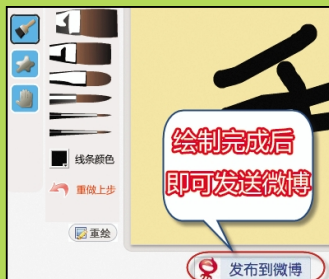 线条颜色
重做上步
重绘
绘制完成后
即可发送微博
发布到微博